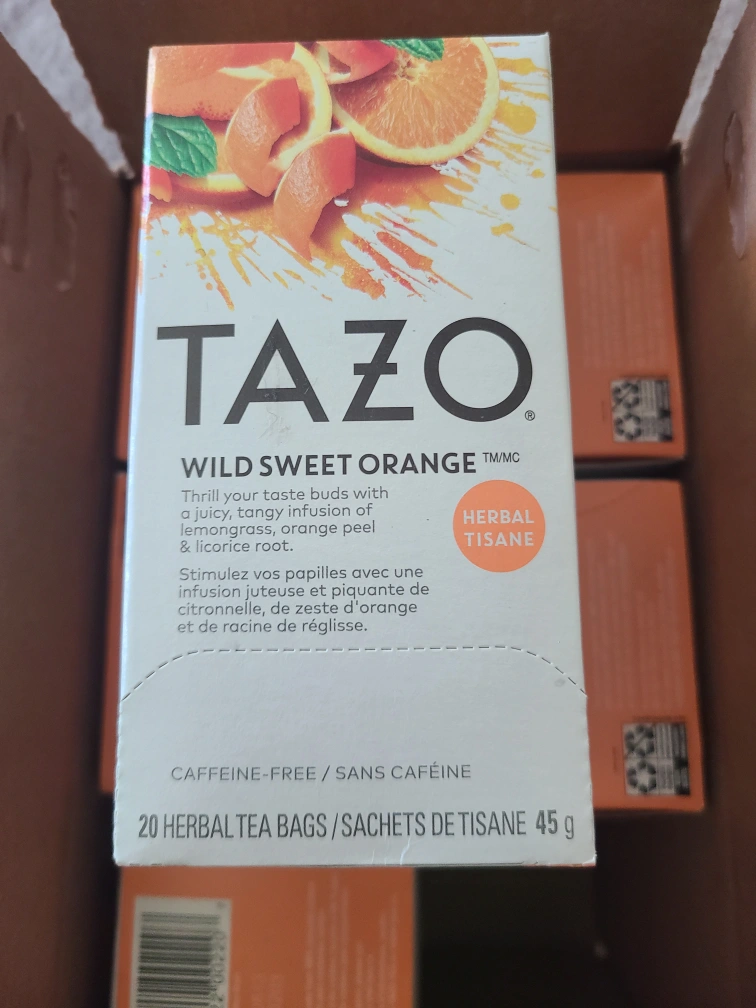 TAZO®
WILD SWEET ORANGE TM/MC
Thrill your taste buds with
a juicy, tangy infusion of
lemongrass, orange peel
& licorice root.
HERBAL
TISANE
Stimulez vos papilles avec une
infusion juteuse et piquante de
citronnelle, de zeste d'orange
et de racine de réglisse.
CAFFEINE-FREE / SANS CAFÉINE
20 HERBAL TEA BAGS / SACHETS DE TISANE 45 g